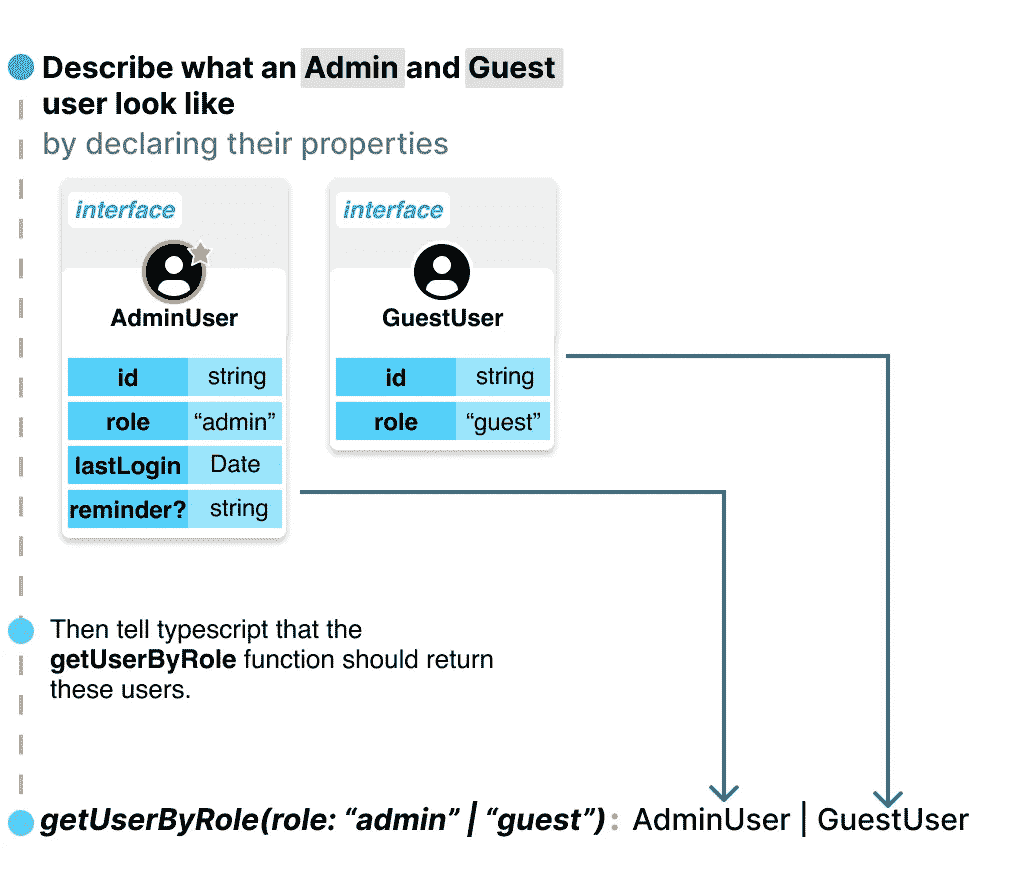 Describe what an Admin and Guest
user look like
by declaring their properties
interface
AdminUser
id string
role “admin”
lastLogin Date
reminder? string
interface
GuestUser
id string
role “guest”
Then tell typescript that the
getUserByRole function should return
these users.
getUserByRole(role: “admin” | “guest”) : AdminUser | GuestUser